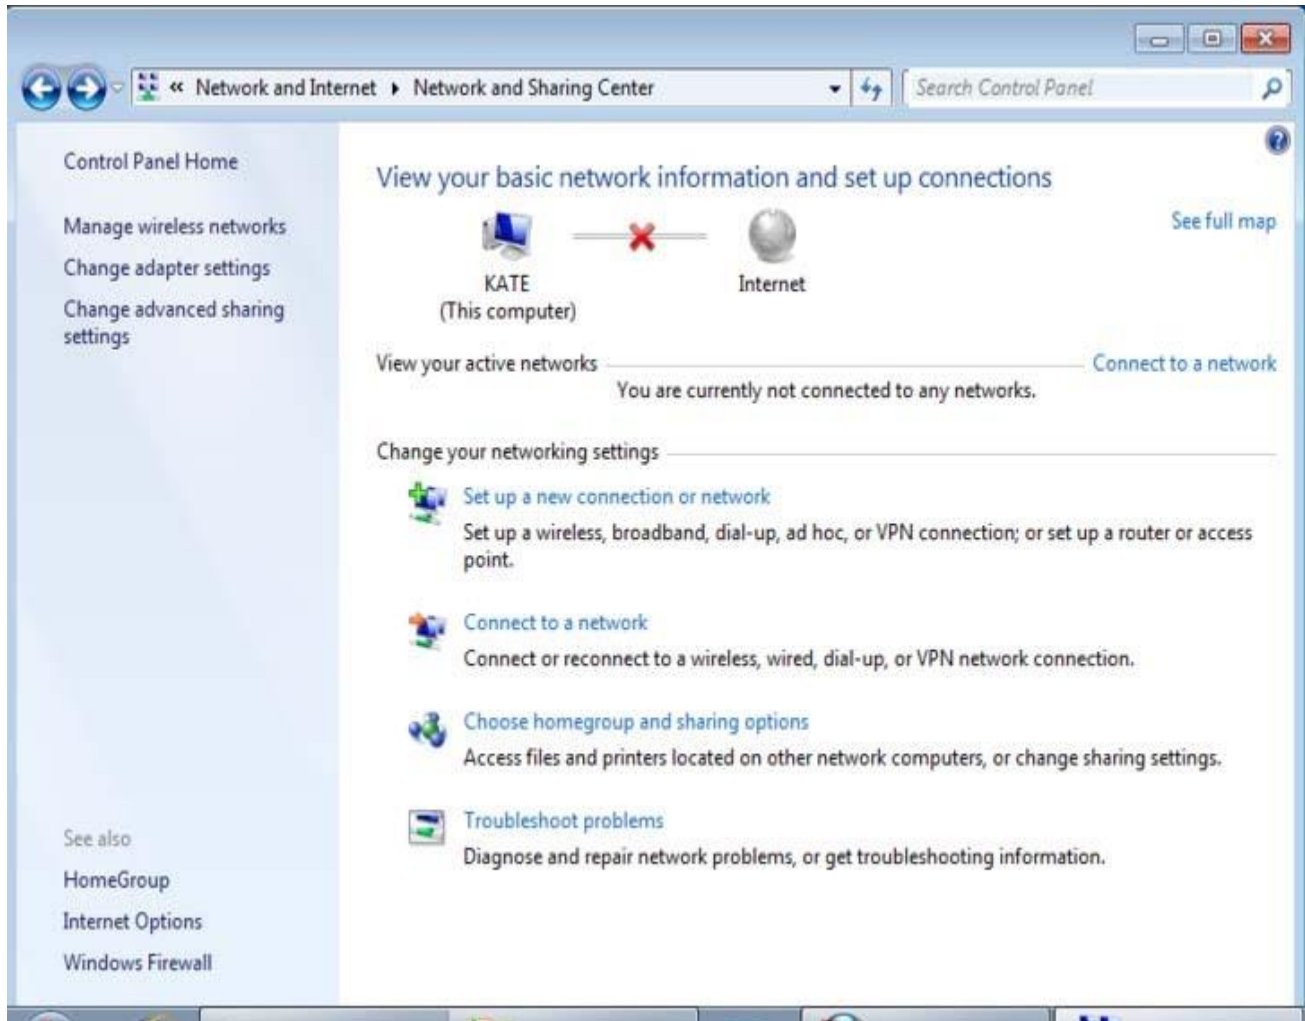 « Network and Internet ▸ Network and Sharing Center
Search Control Panel
Control Panel Home
Manage wireless networks
Change adapter settings
Change advanced sharing
settings
See also
HomeGroup
Internet Options
Windows Firewall
View your basic network information and set up connections
See full map
KATE
(This computer)
Internet
View your active networks
Connect to a network
You are currently not connected to any networks.
Change your networking settings
Set up a new connection or network
Set up a wireless, broadband, dial-up, ad hoc, or VPN connection; or set up a router or access
point.
Connect to a network
Connect or reconnect to a wireless, wired, dial-up, or VPN network connection.
Choose homegroup and sharing options
Access files and printers located on other network computers, or change sharing settings.
Troubleshoot problems
Diagnose and repair network problems, or get troubleshooting information.